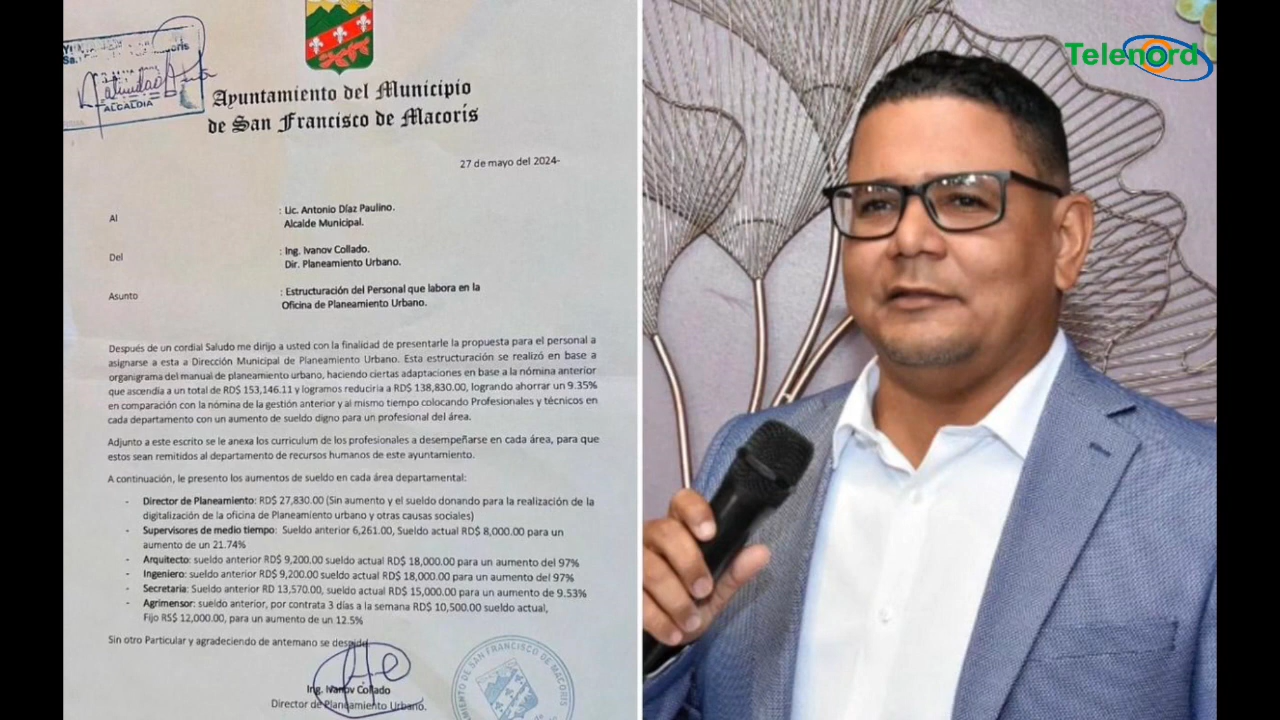 Telenord
ALCALDIA
Ayuntamiento del Municipio
de San Francisco de Macorís
27 de mayo del 2024-
Al : Lic. Antonio Díaz Paulino.
Alcalde Municipal.
Del : Ing. Ivanov Collado.
Dir. Planeamiento Urbano.
Asunto : Estructuración del Personal que labora en la
Oficina de Planeamiento Urbano.
Después de un cordial Saludo me dirijo a usted con la finalidad de presentarle la propuesta para el personal a
asignarse a esta a Dirección Municipal de Planeamiento Urbano. Esta estructuración se realizó en base a
organigrama del manual de planeamiento urbano, haciendo ciertas adaptaciones en base a la nómina anterior
que ascendía a un total de RD$ 153,146.11 y logramos reducirla a RD$ 138,830.00, logrando ahorrar un 9.35%
en comparación con la nómina de la gestión anterior y al mismo tiempo colocando Profesionales y técnicos en
cada departamento con un aumento de sueldo digno para un profesional del área.
Adjunto a este escrito se le anexa los curriculum de los profesionales a desempeñarse en cada área, para que
estos sean remitidos al departamento de recursos humanos de este ayuntamiento.
A continuación, le presento los aumentos de sueldo en cada área departamental:
- Director de Planeamiento: RD$ 27,830.00 (Sin aumento y el sueldo donando para la realización de la
digitalización de la oficina de Planeamiento urbano y otras causas sociales)
- Supervisores de medio tiempo: Sueldo anterior 6,261.00, Sueldo actual RD$ 8,000.00 para un
aumento de un 21.74%
- Arquitecto: sueldo anterior RD$ 9,200.00 sueldo actual RD$ 18,000.00 para un aumento del 97%
- Ingeniero: sueldo anterior RD$ 9,200.00 sueldo actual RD$ 18,000.00 para un aumento del 97%
- Secretaria: Sueldo anterior RD 13,570.00, sueldo actual RD$ 15,000.00 para un aumento de 9.53%
- Agrimensor: sueldo anterior, por contrata 3 días a la semana RD$ 10,500.00 sueldo actual,
Fijo RS$ 12,000.00, para un aumento de un 12.5%
Sin otro Particular y agradeciendo de antemano se despide
Ing. Ivanov Collado
Director de Planeamiento Urbano.
DE SAN FRANCISCO DE MACORIS